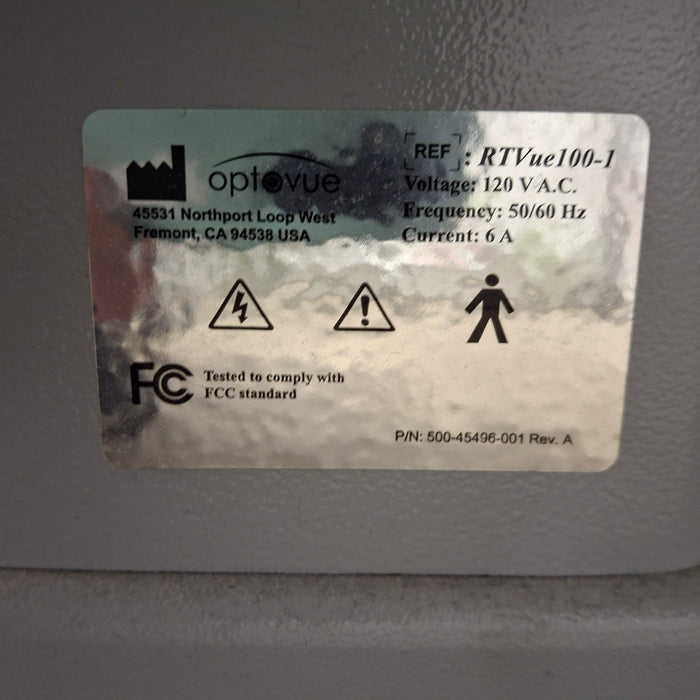 optovue
45531 Northport Loop West
Fremont, CA 94538 USA
REF : RTVue100-1
Voltage: 120 V A.C.
Frequency: 50/60 Hz
Current: 6 A
FC Tested to comply with
FCC standard
P/N: 500-45496-001 Rev. A